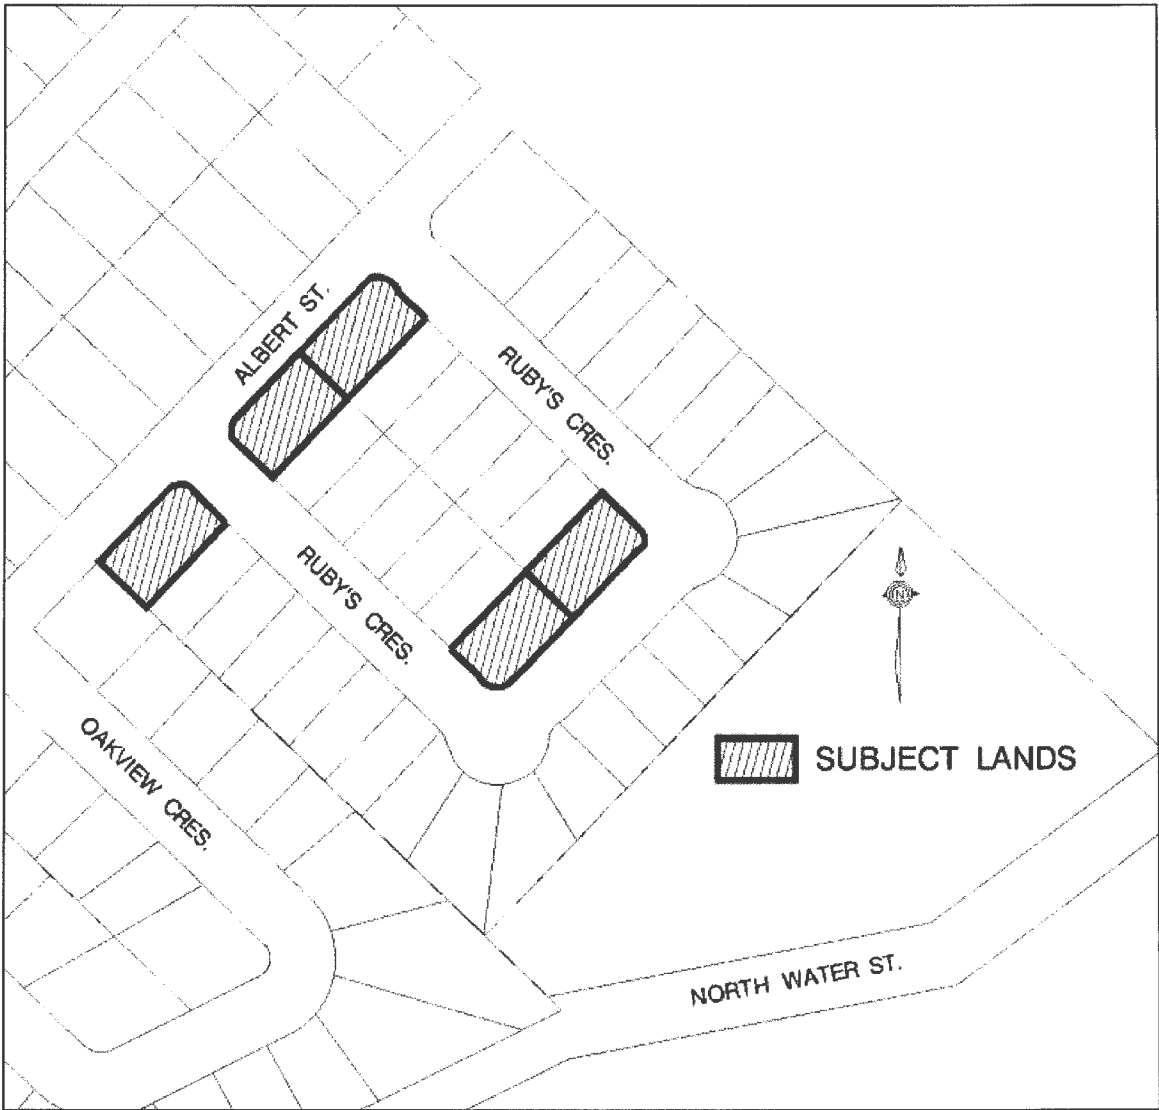 ALBERT ST.
RUBY'S CRES.
RUBY'S CRES.
N
OAKVIEW CRES.
SUBJECT LANDS
NORTH WATER ST.